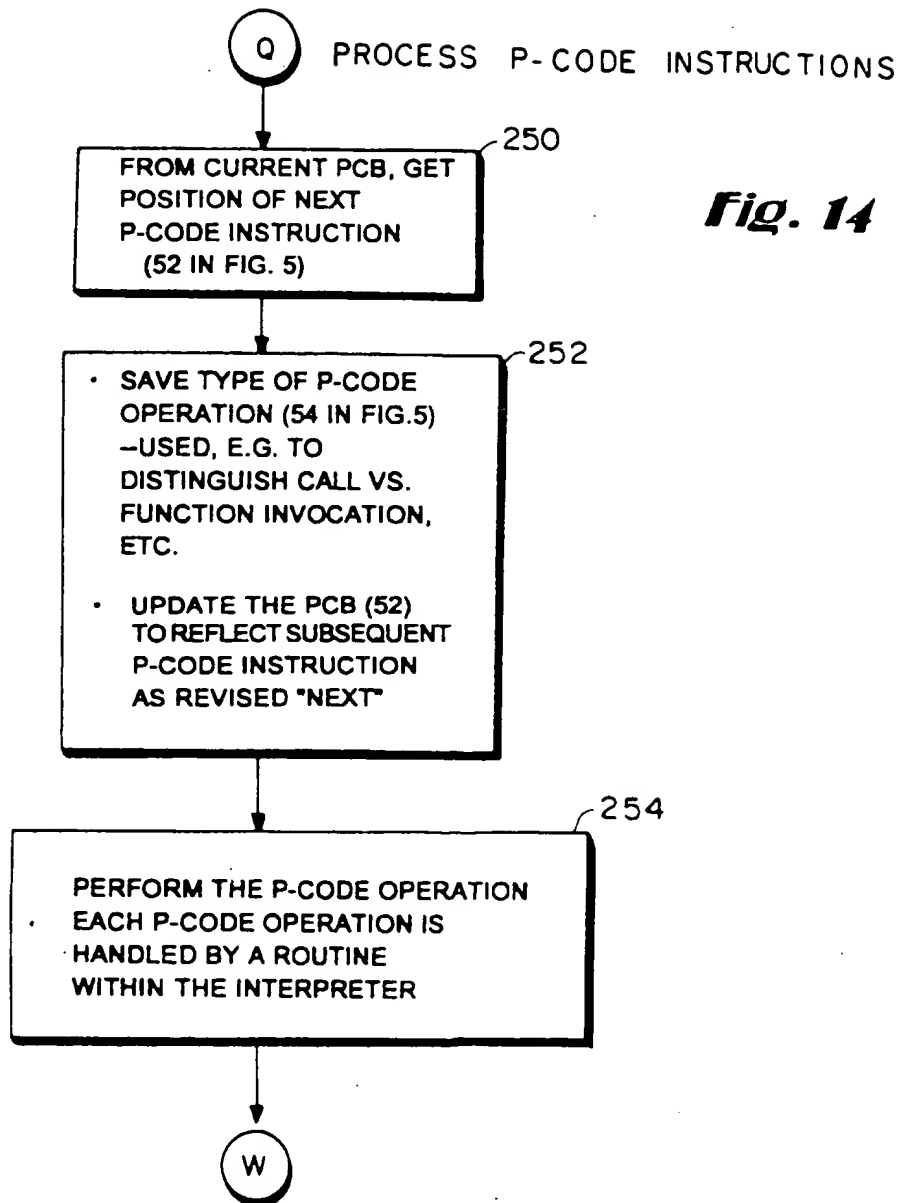 Q PROCESS P-CODE INSTRUCTIONS
250
FROM CURRENT PCB, GET
POSITION OF NEXT
P-CODE INSTRUCTION
(52 IN FIG. 5)
Fig. 14
252
· SAVE TYPE OF P-CODE
OPERATION (54 IN FIG.5)
–USED, E.G. TO
DISTINGUISH CALL VS.
FUNCTION INVOCATION,
ETC.
· UPDATE THE PCB (52)
TO REFLECT SUBSEQUENT
P-CODE INSTRUCTION
AS REVISED "NEXT"
254
PERFORM THE P-CODE OPERATION
EACH P-CODE OPERATION IS
HANDLED BY A ROUTINE
WITHIN THE INTERPRETER
W